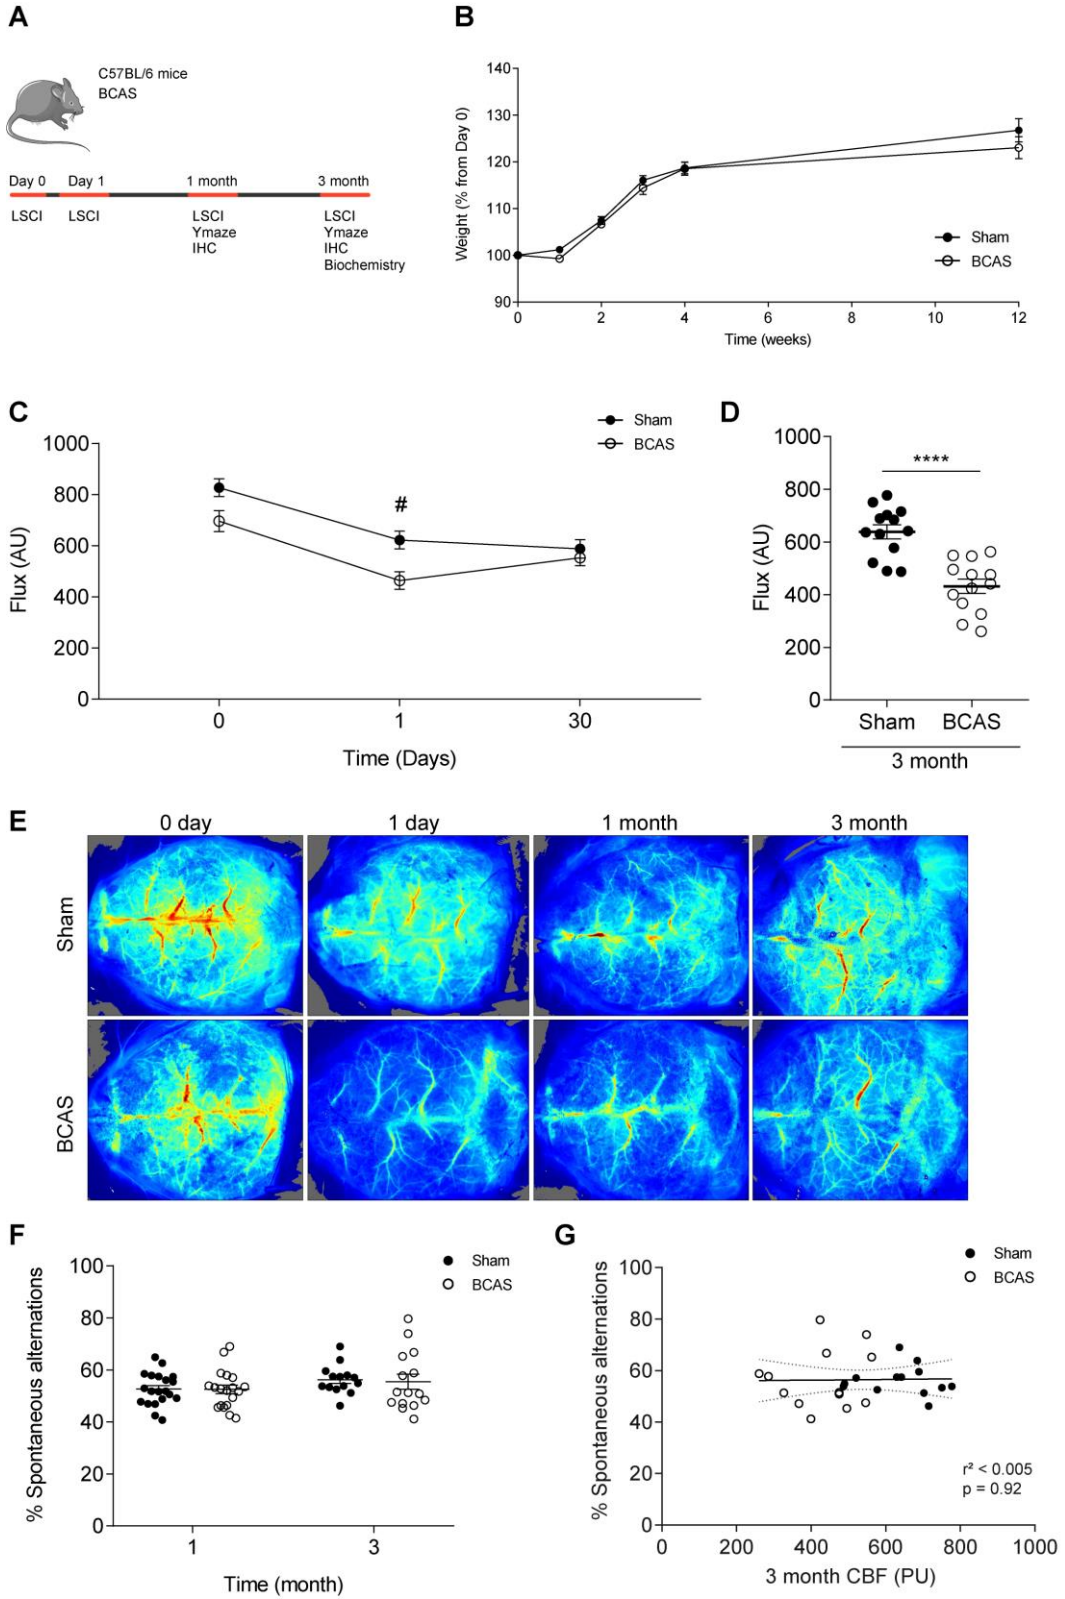 A
C57BL/6 mice
BCAS
Day 0 Day 1 1 month 3 month
LSCI LSCI LSCI LSCI
Ymaze Ymaze
IHC IHC
Biochemistry
B
140
130
120
110
100
90
0 2 4 6 8 10 12
Weight (% from Day 0)
Time (weeks)
Sham
BCAS
C
1000
800
600
400
200
0
0 1 30
Flux (AU)
Time (Days)
#
Sham
BCAS
D
1000
800
600
400
200
0
Flux (AU)
****
Sham BCAS
3 month
E
0 day 1 day 1 month 3 month
Sham
BCAS
F
100
80
60
40
20
0
1 3
% Spontaneous alternations
Time (month)
Sham
BCAS
G
100
80
60
40
20
0
0 200 400 600 800 1000
% Spontaneous alternations
3 month CBF (PU)
Sham
BCAS
r² < 0.005
p = 0.92